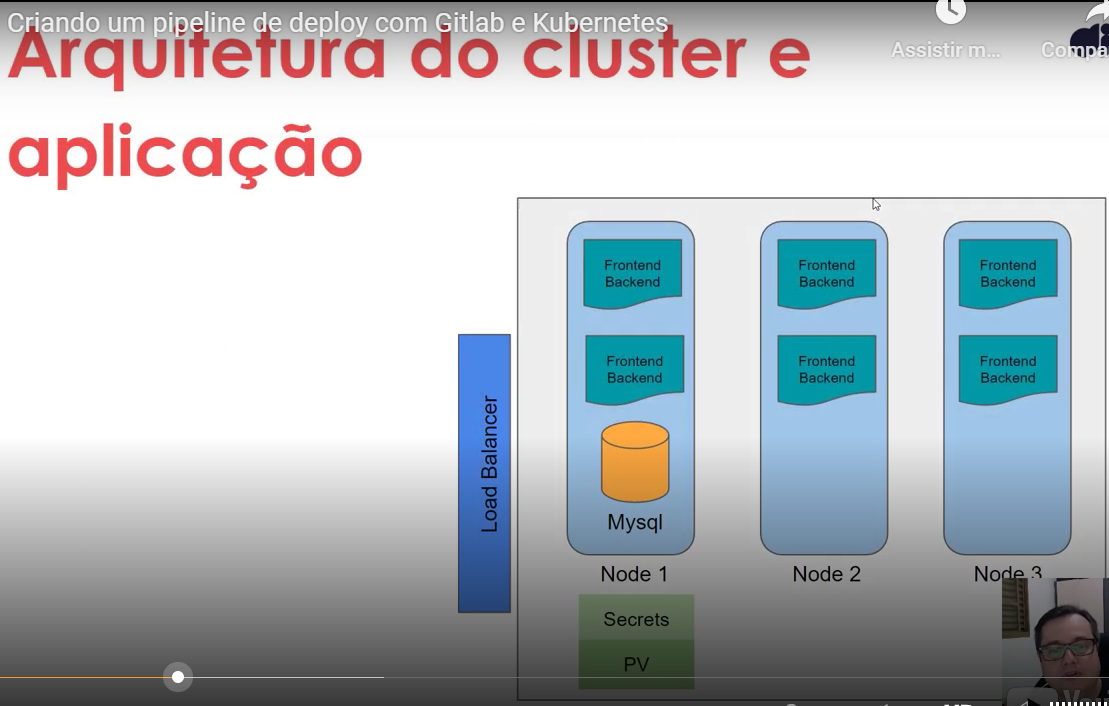 Criando um pipeline de deploy com Gitlab e Kubernetes
Arquitetura do cluster e
aplicação
Assistir m...
Load Balancer
Frontend
Backend
Frontend
Backend
Mysql
Node 1
Frontend
Backend
Frontend
Backend
Node 2
Frontend
Backend
Frontend
Backend
Node 3
Secrets
PV